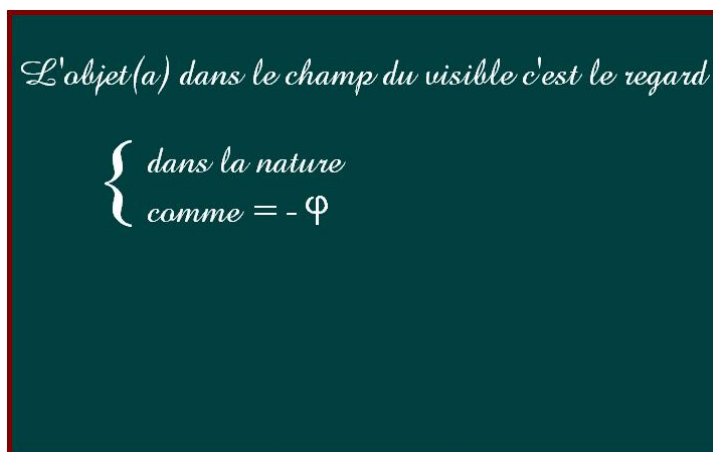 L'objet(a) dans le champ du visible c'est le regard
{ dans la nature
comme = - φ